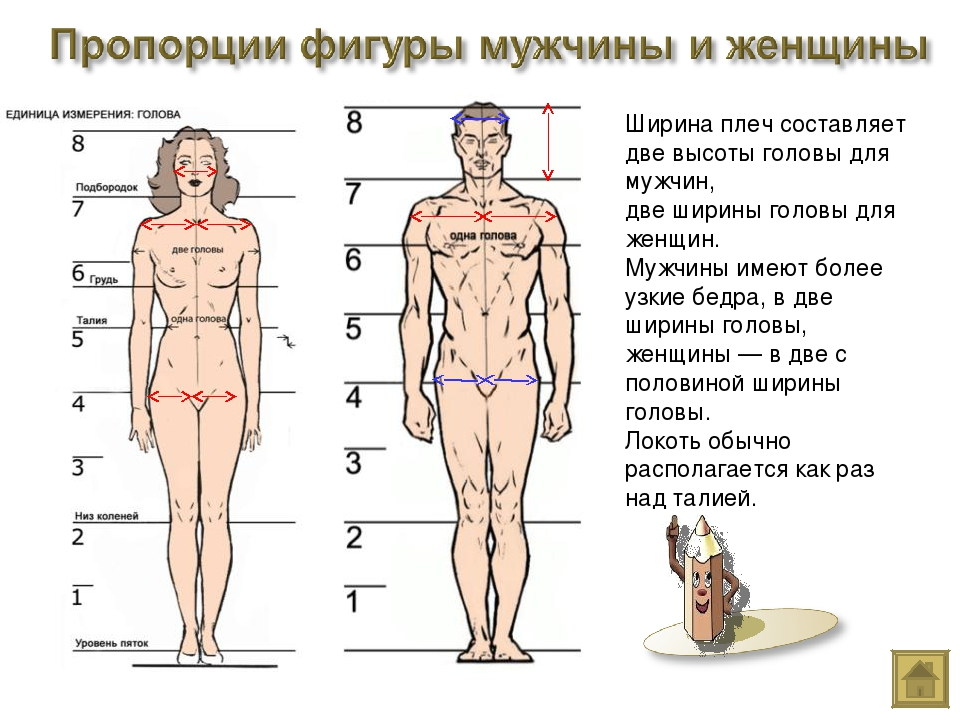 Пропорции фигуры мужчины и женщины
ЕДИНИЦА ИЗМЕРЕНИЯ: ГОЛОВА
8
Подбородок
7
две головы
6 Грудь
Талия
одна голова
5
4
3
Низ коленей
2
1
Уровень пяток
8
7
одна голова
6
5
4
3
2
1
Ширина плеч составляет
две высоты головы для
мужчин,
две ширины головы для
женщин.
Мужчины имеют более
узкие бедра, в две
ширины головы,
женщины — в две с
половиной ширины
головы.
Локоть обычно
располагается как раз
над талией.